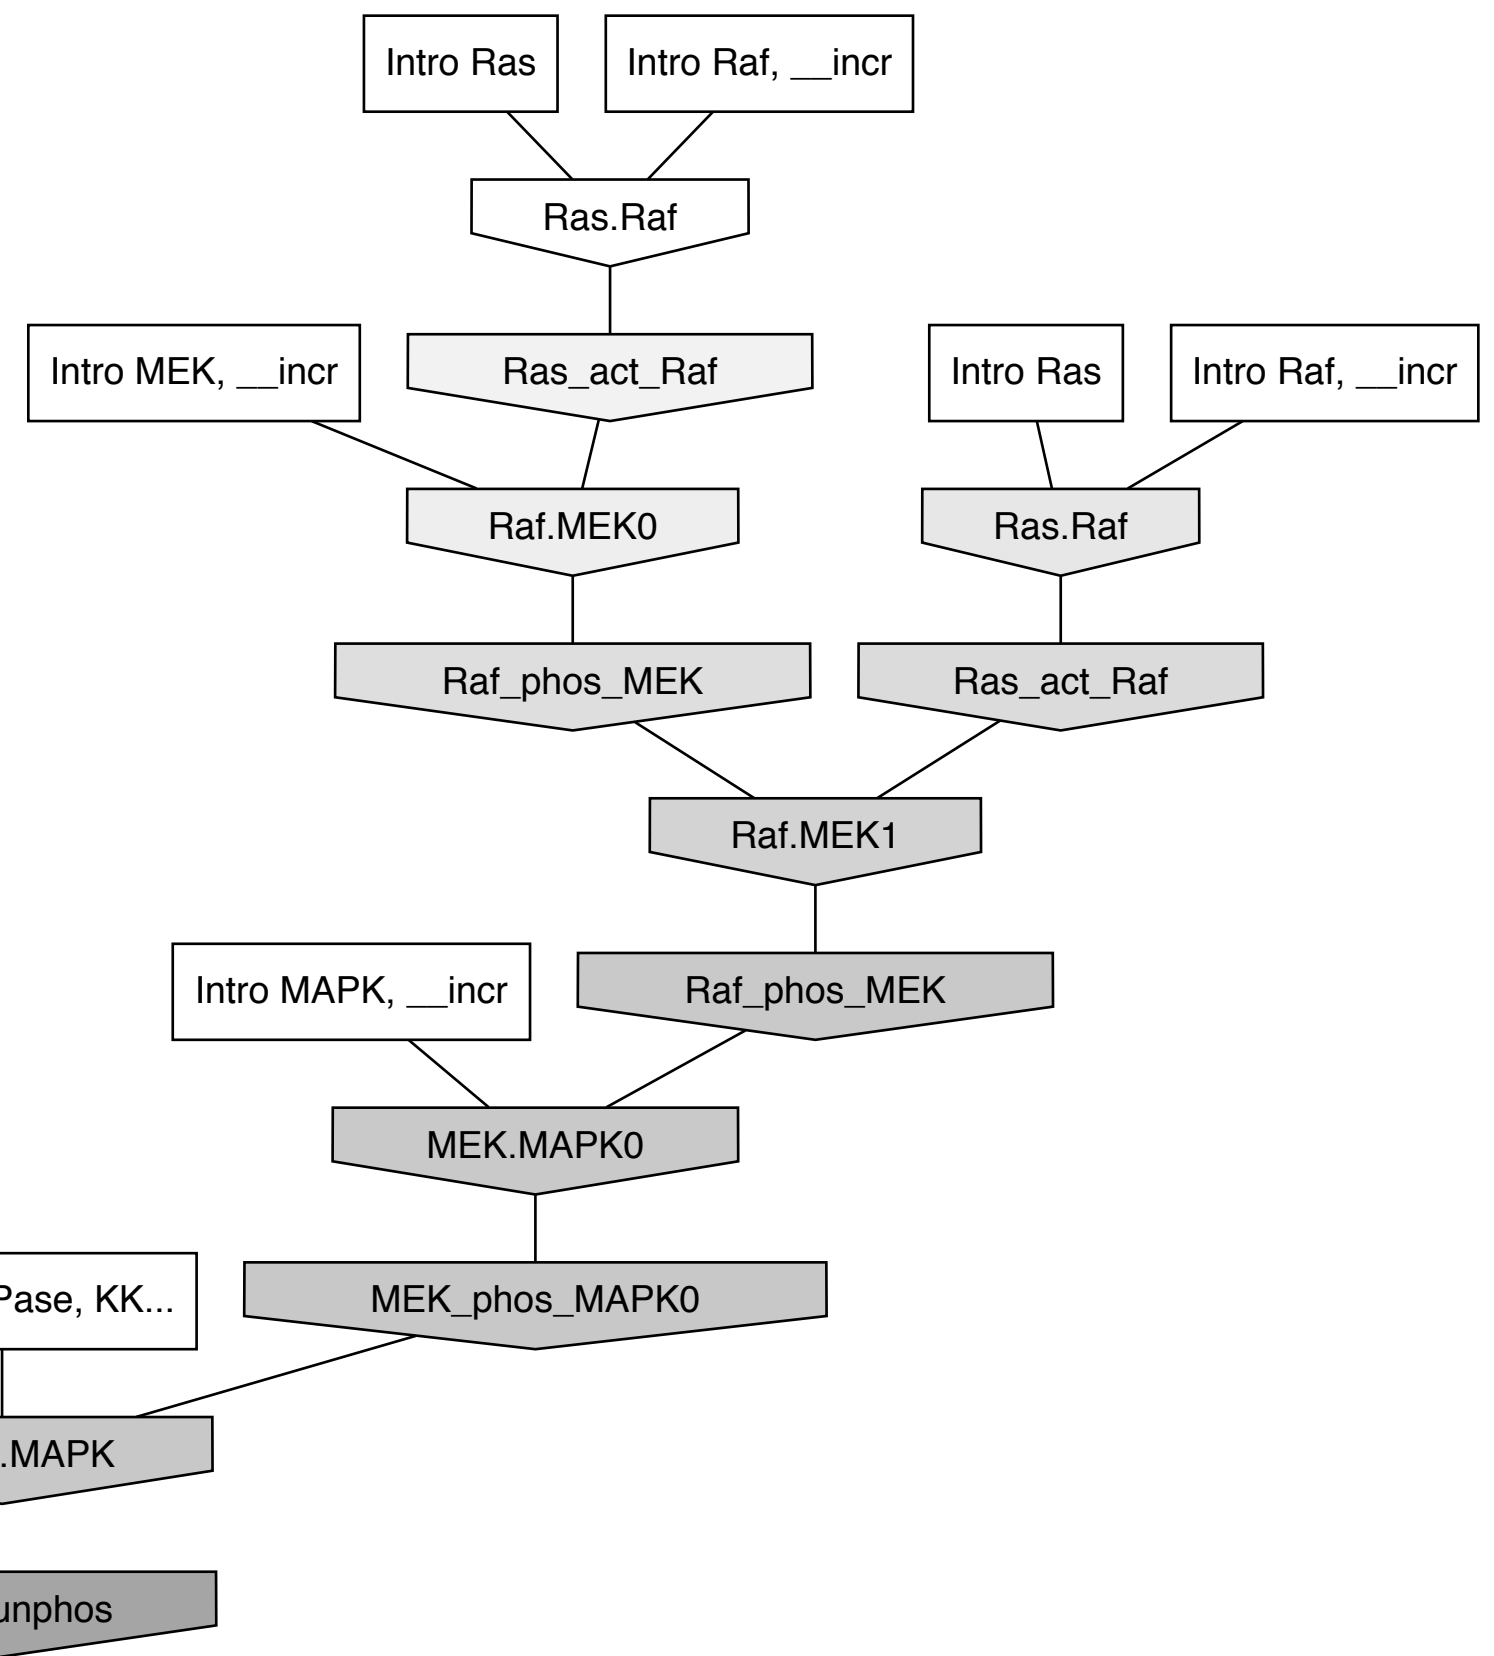 Intro Ras
Intro Raf, __incr
Ras.Raf
Intro MEK, __incr
Ras_act_Raf
Intro Ras
Intro Raf, __incr
Raf.MEK0
Ras.Raf
Raf_phos_MEK
Ras_act_Raf
Raf.MEK1
Intro MAPK, __incr
Raf_phos_MEK
MEK.MAPK0
Pase, KK...
MEK_phos_MAPK0
.MAPK
unphos